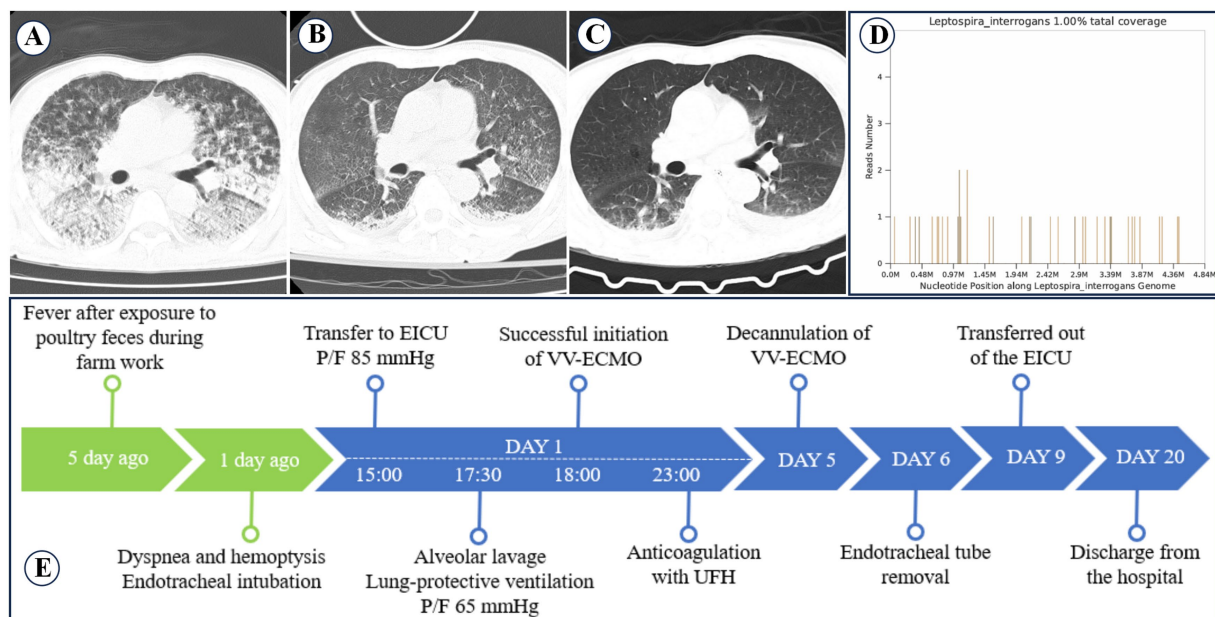 A
B
C
D
Leptospira_interrogans 1.00% tatal coverage
Reads Number
4
3
2
1
0
0.0M 0.48M 0.97M 1.45M 1.94M 2.42M 2.9M 3.39M 3.87M 4.36M 4.84M
Nucleotide Position along Leptospira_interrogans Genome
Fever after exposure to
poultry feces during
farm work
Transfer to EICU
P/F 85 mmHg
Successful initiation
of VV-ECMO
Decannulation of
VV-ECMO
Transferred out
of the EICU
5 day ago
1 day ago
DAY 1
15:00
17:30
18:00
23:00
DAY 5
DAY 6
DAY 9
DAY 20
E
Dyspnea and hemoptysis
Endotracheal intubation
Alveolar lavage
Lung-protective ventilation
P/F 65 mmHg
Anticoagulation
with UFH
Endotracheal tube
removal
Discharge from
the hospital